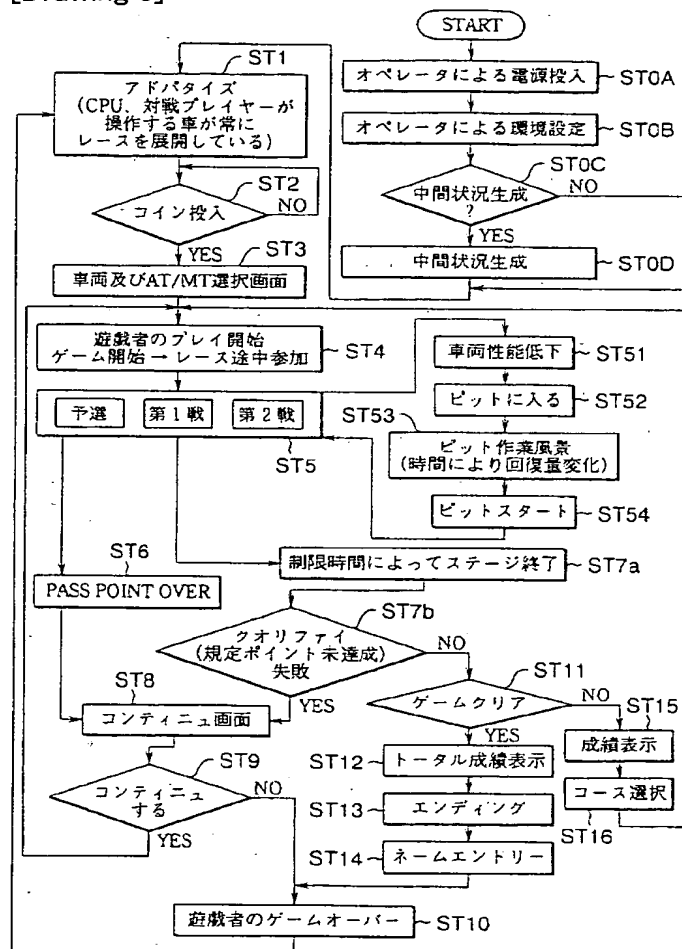 START
オペレータによる電源投入
ST0A
オペレータによる環境設定
ST0B
ST0C
中間状況生成
?
NO
YES
中間状況生成
ST0D
ST1
アドバタイズ
(CPU、対戦プレイヤーが
操作する車が常に
レースを展開している)
ST2
コイン投入
NO
YES
ST3
車両及びAT/MT選択画面
遊戯者のプレイ開始
ゲーム開始→レース途中参加
ST4
予選 第1戦 第2戦
ST5
車両性能低下
ST51
ピットに入る
ST52
ST53
ピット作業風景
(時間により回復量変化)
ピットスタート
ST54
ST6
PASS POINT OVER
制限時間によってステージ終了
ST7a
ST7b
クオリファイ
(規定ポイント未達成)
失敗
NO
YES
ST8
コンティニュ画面
ST9
コンティニュ
する
NO
YES
ST11
ゲームクリア
NO
YES
ST12
トータル成績表示
ST13
エンディング
ST14
ネームエントリー
ST15
成績表示
コース選択
ST16
遊戯者のゲームオーバー
ST10